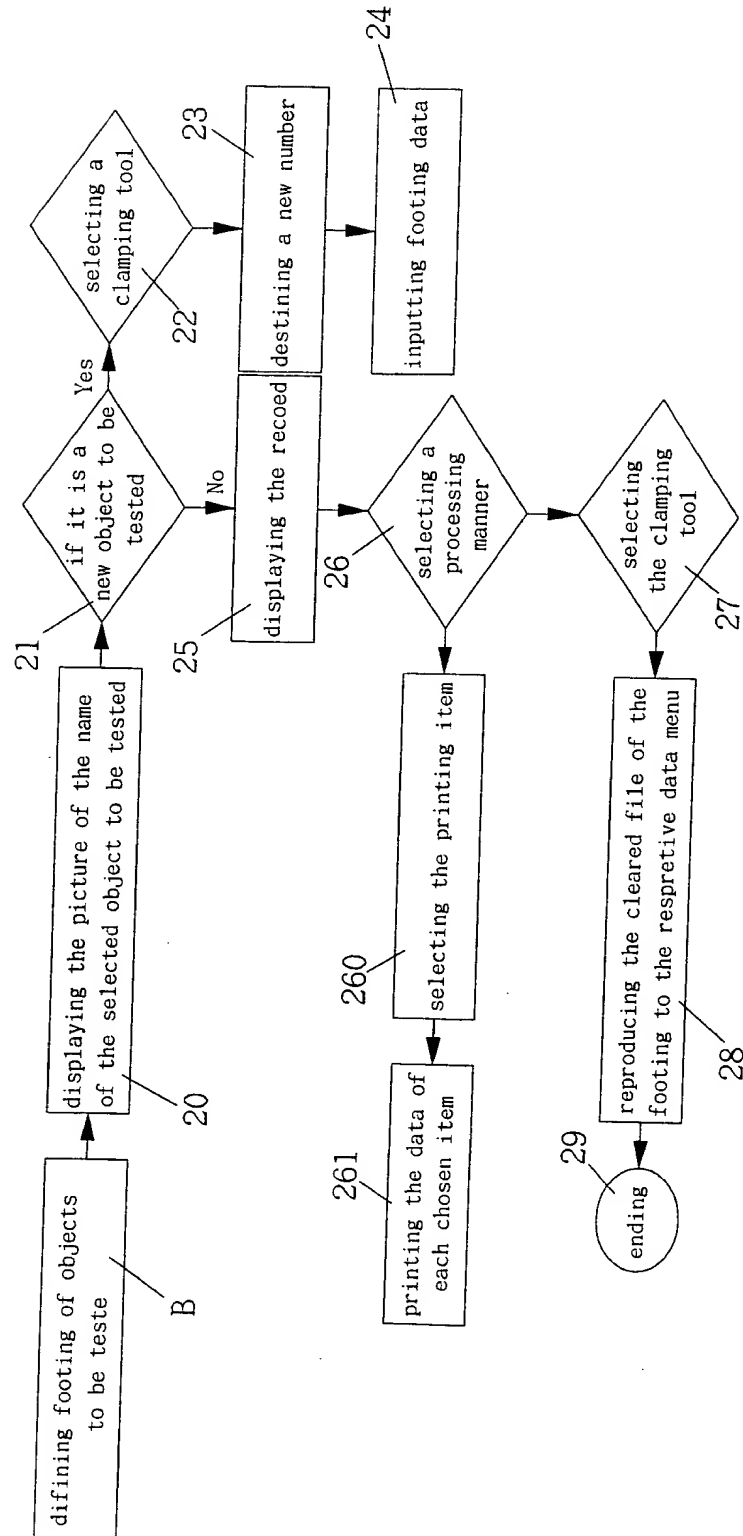 difining footing of objects
to be teste
B
displaying the picture of the name
of the selected object to be tested
20
21
if it is a
new object to be
tested
Yes
No
selecting a
clamping tool
22
23
destining a new number
24
inputting footing data
25
displaying the recoed
26
selecting a
processing
manner
260
selecting the printing item
261
printing the data of
each chosen item
selecting
the clamping
tool
27
reproducing the cleared file of the
footing to the respretive data menu
28
29
ending